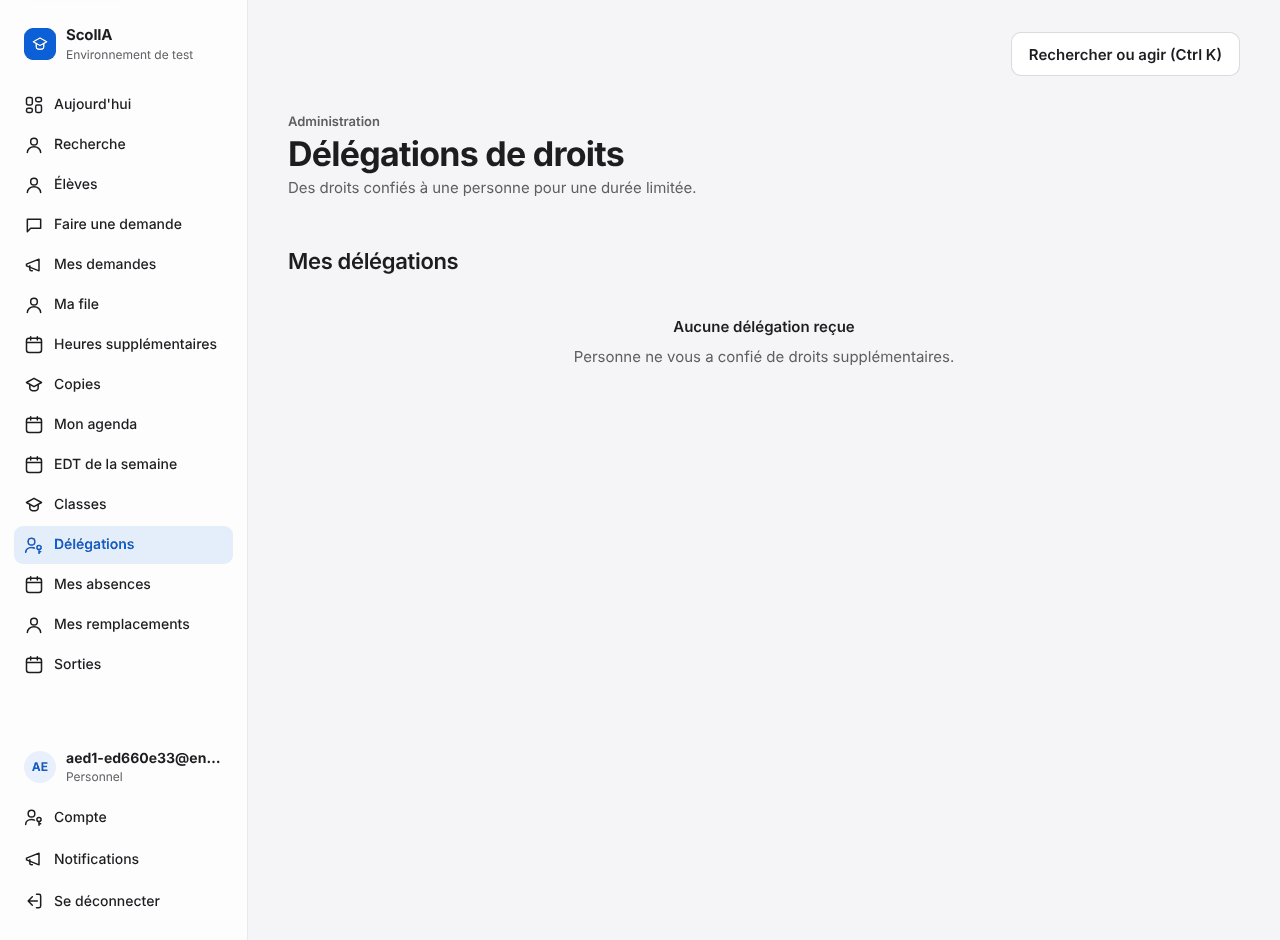 ScolIA
Environnement de test
Aujourd'hui
Recherche
Élèves
Faire une demande
Mes demandes
Ma file
Heures supplémentaires
Copies
Mon agenda
EDT de la semaine
Classes
Délégations
Mes absences
Mes remplacements
Sorties
AE
aed1-ed660e33@en...
Personnel
Compte
Notifications
Se déconnecter
Rechercher ou agir (Ctrl K)
Administration
Délégations de droits
Des droits confiés à une personne pour une durée limitée.
Mes délégations
Aucune délégation reçue
Personne ne vous a confié de droits supplémentaires.